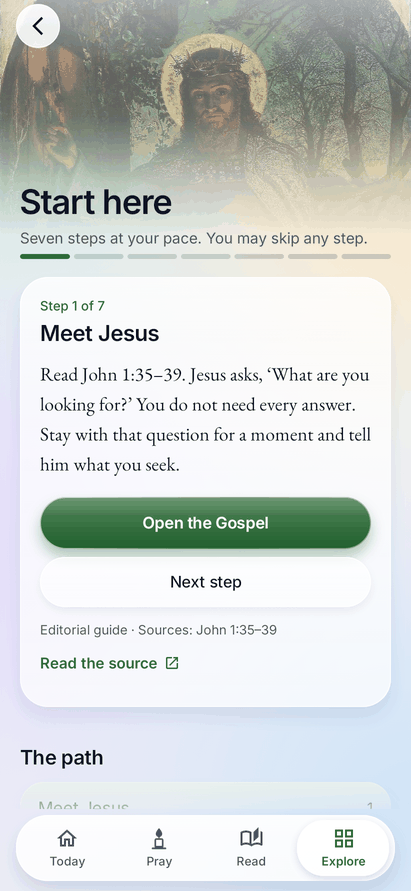 Start here
Seven steps at your pace. You may skip any step.
Step 1 of 7
Meet Jesus
Read John 1:35–39. Jesus asks, ‘What are you
looking for?’ You do not need every answer.
Stay with that question for a moment and tell
him what you seek.
Open the Gospel
Next step
Editorial guide · Sources: John 1:35–39
Read the source
The path
Meet Jesus
1
Today
Pray
Read
Explore